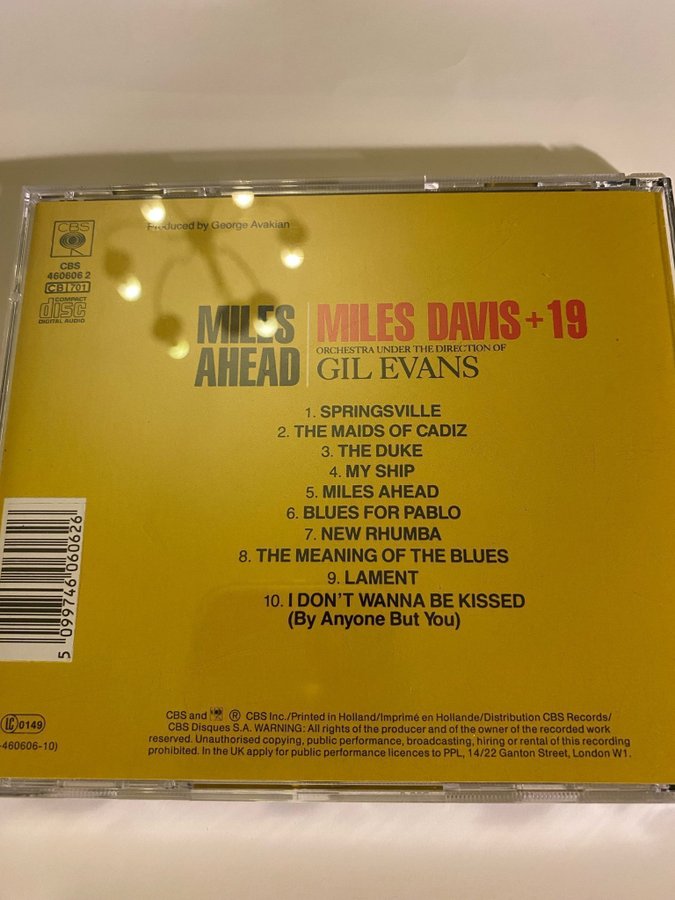 CBS
CBS
460606 2
CB 701
COMPACT
disc
DIGITAL AUDIO
Produced by George Avakian
MILES AHEAD
MILES DAVIS + 19
ORCHESTRA UNDER THE DIRECTION OF
GIL EVANS
1. SPRINGSVILLE
2. THE MAIDS OF CADIZ
3. THE DUKE
4. MY SHIP
5. MILES AHEAD
6. BLUES FOR PABLO
7. NEW RHUMBA
8. THE MEANING OF THE BLUES
9. LAMENT
10. I DON'T WANNA BE KISSED
(By Anyone But You)
5 099746 060626
LC 0149
-460606-10)
CBS and ® CBS Inc./Printed in Holland/Imprimé en Hollande/Distribution CBS Records/
CBS Disques S.A. WARNING: All rights of the producer and of the owner of the recorded work
reserved. Unauthorised copying, public performance, broadcasting, hiring or rental of this recording
prohibited. In the UK apply for public performance licences to PPL, 14/22 Ganton Street, London W1.